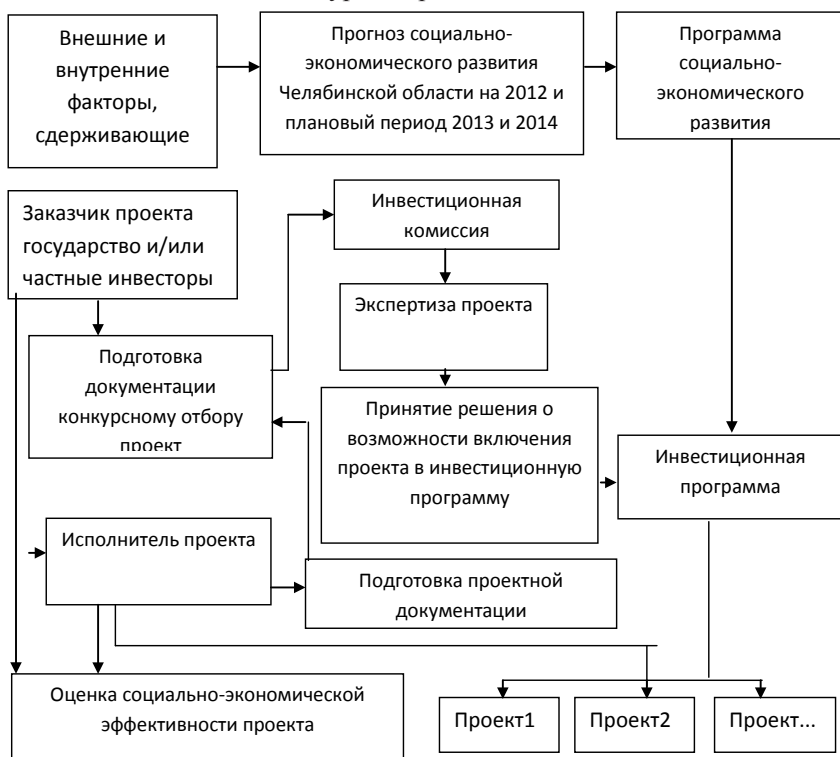 Внешние и
внутренние
факторы,
сдерживающие
Прогноз социально-
экономического развития
Челябинской области на 2012 и
плановый период 2013 и 2014
Программа
социально-
экономического
развития
Заказчик проекта
государство и/или
частные инвесторы
Инвестиционная
комиссия
Экспертиза проекта
Подготовка
документации
конкурсному отбору
проект
Принятие решения о
возможности включения
проекта в инвестиционную
программу
Инвестиционная
программа
Исполнитель проекта
Подготовка проектной
документации
Оценка социально-экономической
эффективности проекта
Проект1
Проект2
Проект...